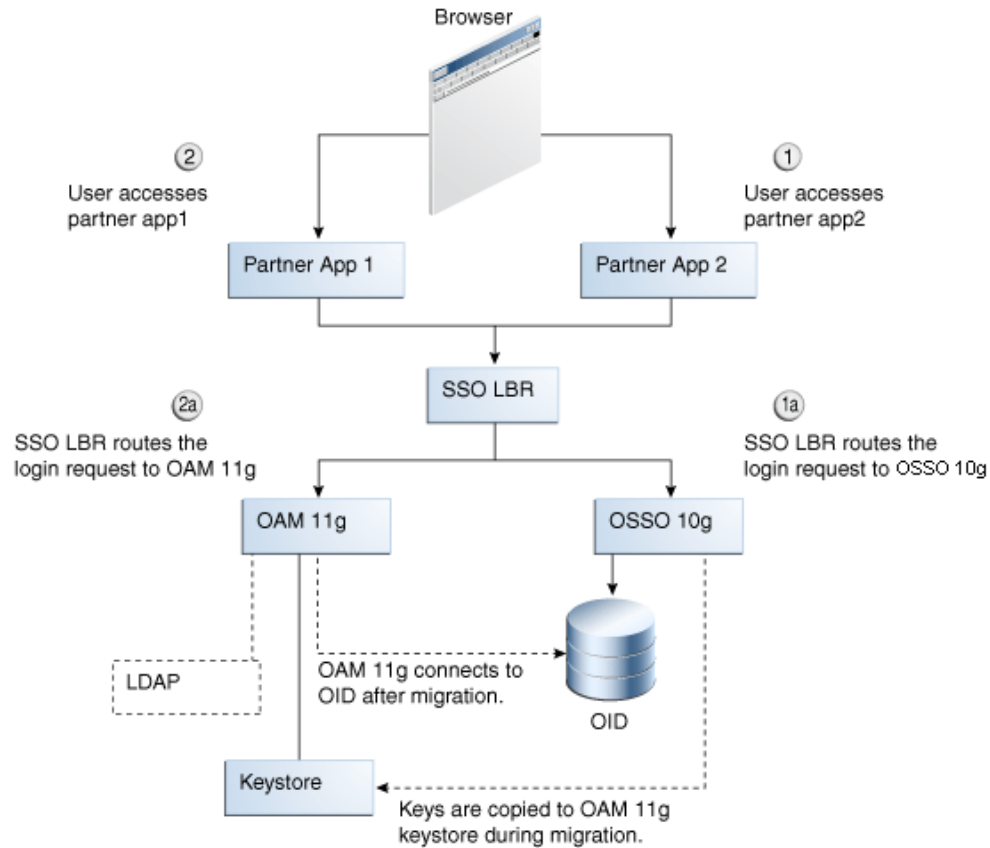 Browser
2
User accesses
partner app1
1
User accesses
partner app2
Partner App 1
Partner App 2
SSO LBR
2a
SSO LBR routes the
login request to OAM 11g
1a
SSO LBR routes the
login request to OSSO 10g
OAM 11g
OSSO 10g
LDAP
OAM 11g connects to
OID after migration.
OID
Keystore
Keys are copied to OAM 11g
keystore during migration.